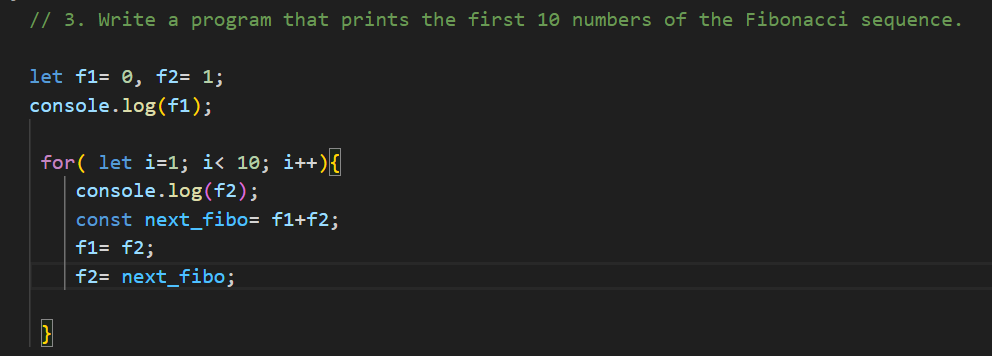 // 3. Write a program that prints the first 10 numbers of the Fibonacci sequence.
let f1= 0, f2= 1;
console.log(f1);
for( let i=1; i< 10; i++){
console.log(f2);
const next_fibo= f1+f2;
f1= f2;
f2= next_fibo;
}